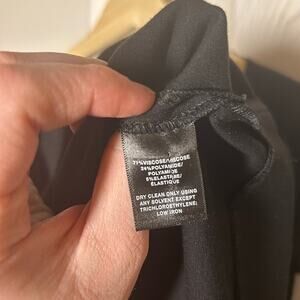 71%VISCOSE/VISCOSE
24%POLYAMIDE/
POLYAMIDE
5%ELASTANE/
ELASTIQUE
DRY CLEAN ONLY USING
ANY SOLVENT EXCEPT
TRICHLOROETHYLENE
LOW IRON